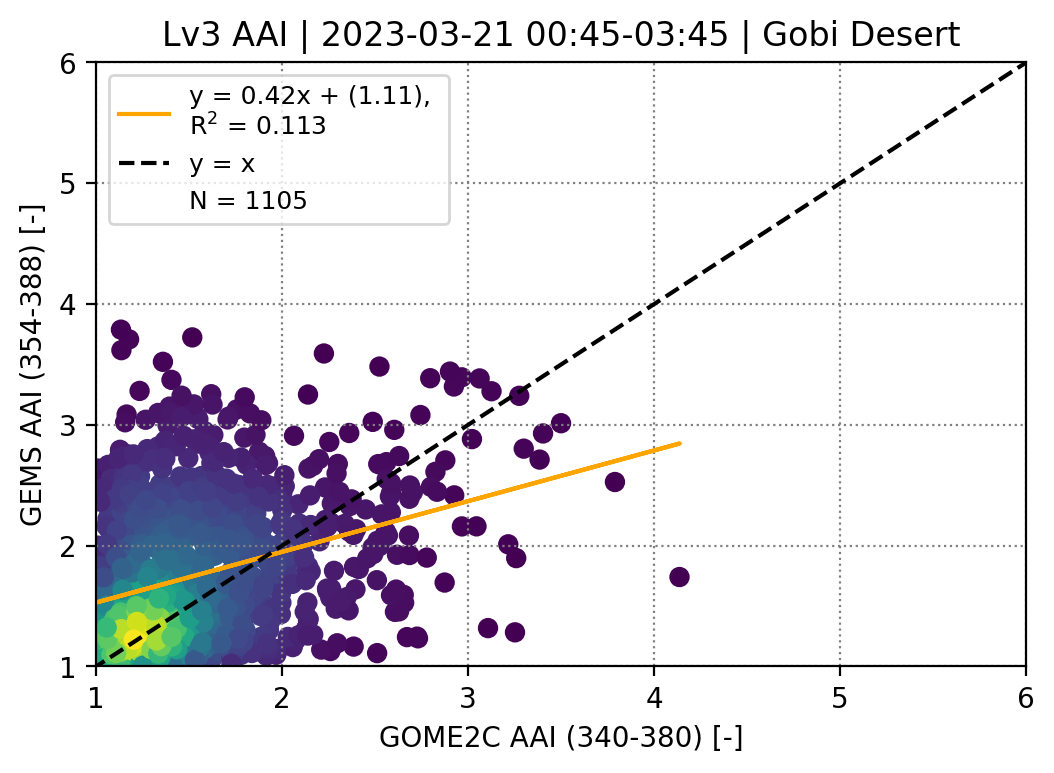 Lv3 AAI | 2023-03-21 00:45-03:45 | Gobi Desert
y = 0.42x + (1.11),
R² = 0.113
y = x
N = 1105
6
5
4
3
2
1
GEMS AAI (354-388) [-]
1 2 3 4 5 6
GOME2C AAI (340-380) [-]